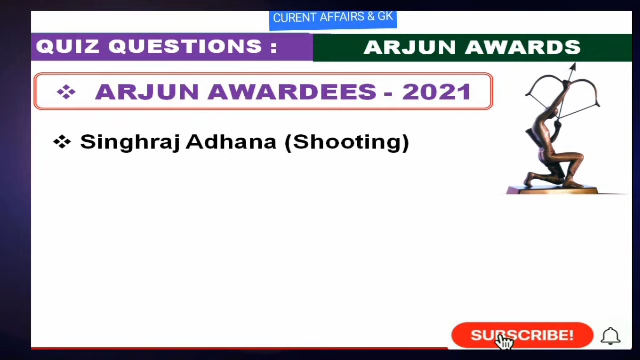 CURENT AFFAIRS & GK
QUIZ QUESTIONS : ARJUN AWARDS
❖ ARJUN AWARDEES - 2021
❖ Singhraj Adhana (Shooting)
SUBSCRIBE!